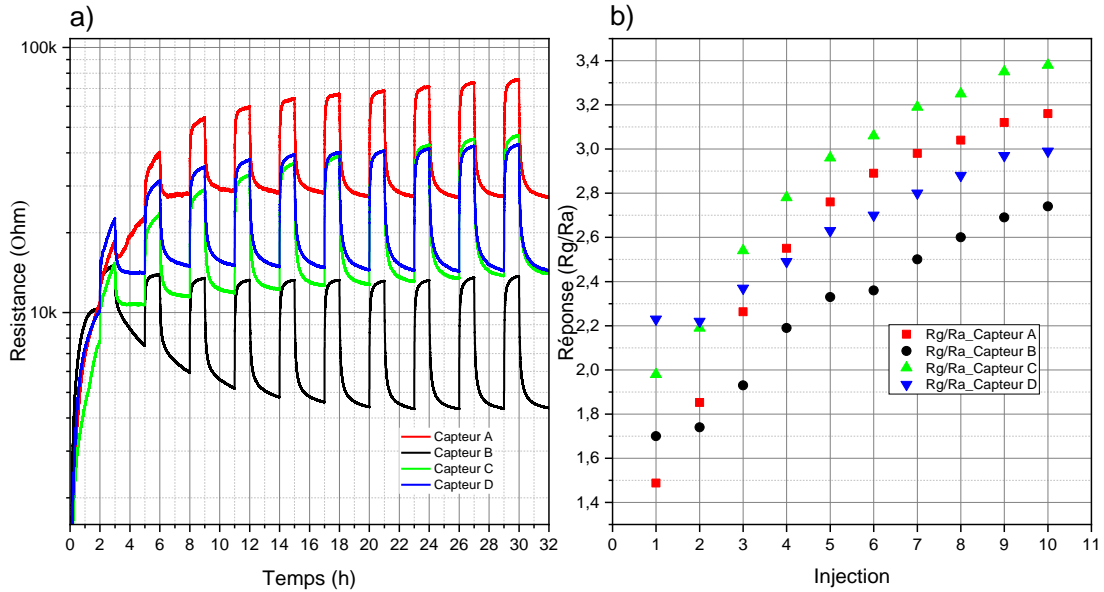 a)
100k
10k
Resistance (Ohm)
Capteur A
Capteur B
Capteur C
Capteur D
0 2 4 6 8 10 12 14 16 18 20 22 24 26 28 30 32
Temps (h)
b)
3,4
3,2
3,0
2,8
2,6
2,4
2,2
2,0
1,8
1,6
1,4
Réponse (Rg/Ra)
Rg/Ra_Capteur A
Rg/Ra_Capteur B
Rg/Ra_Capteur C
Rg/Ra_Capteur D
0 1 2 3 4 5 6 7 8 9 10 11
Injection